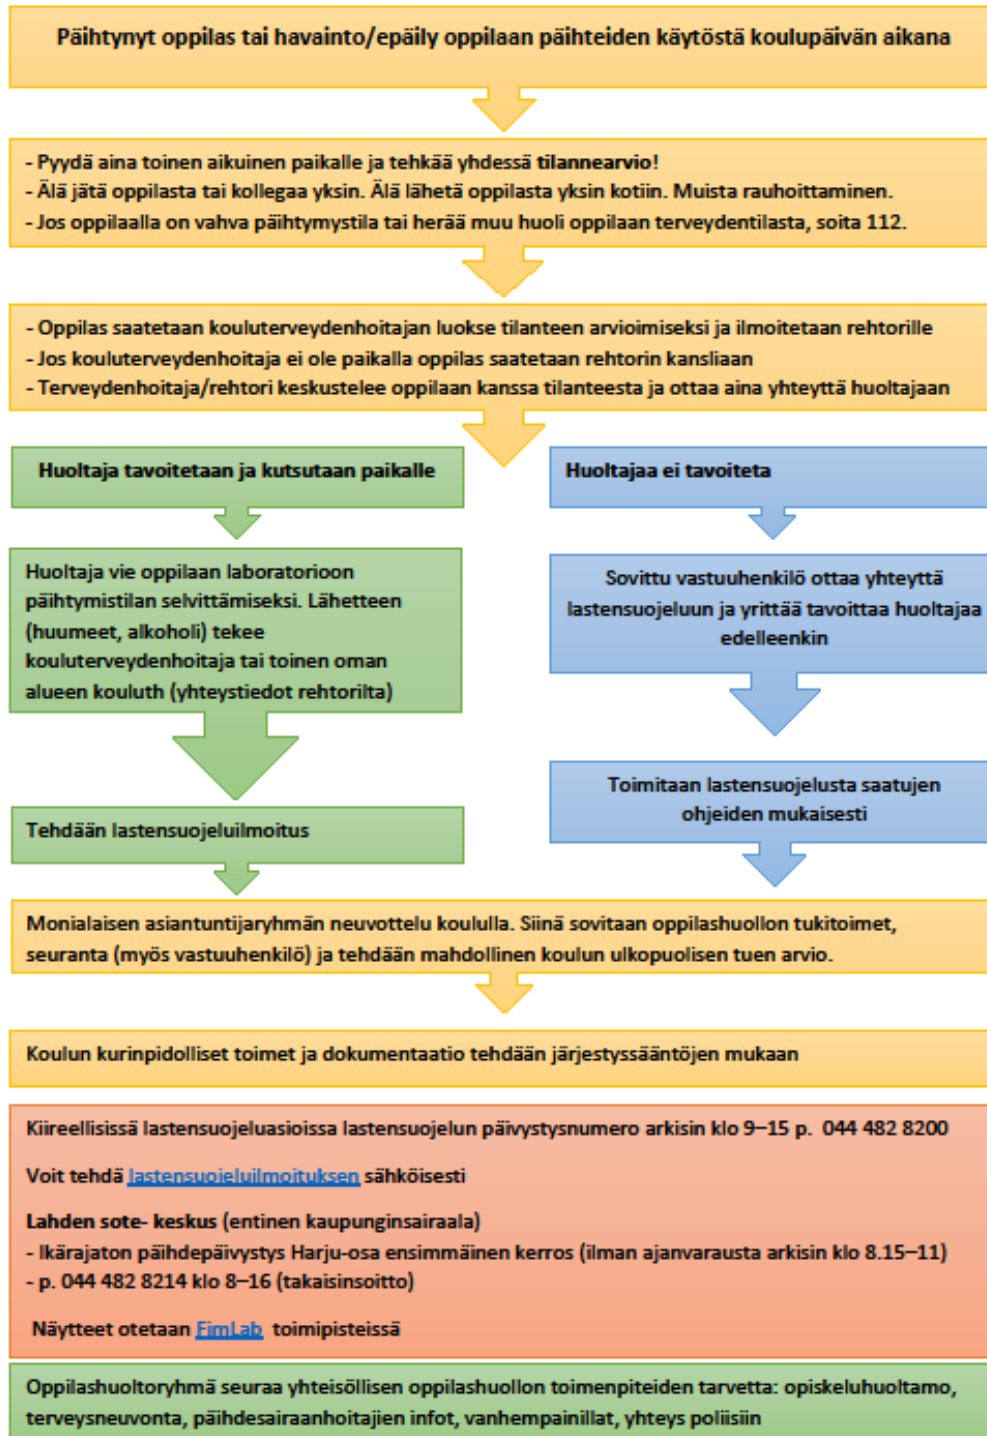 Päihtynyt oppilas tai havainto/epäily oppilaan päihteiden käytöstä koulupäivän aikana
- Pyydä aina toinen aikuinen paikalle ja tehkää yhdessä tilannearvio!
- Älä jätä oppilasta tai kollegaa yksin. Älä lähetä oppilasta yksin kotiin. Muista rauhoittaminen.
- Jos oppilaalla on vahva päihtymystila tai herää muu huoli oppilaan terveydentilasta, soita 112.
- Oppilas saatetaan kouluterveydenhoitajan luokse tilanteen arvioimiseksi ja ilmoitetaan rehtorille
- Jos kouluterveydenhoitaja ei ole paikalla oppilas saatetaan rehtorin kansliaan
- Terveydenhoitaja/rehtori keskustelee oppilaan kanssa tilanteesta ja ottaa aina yhteyttä huoltajaan
Huoltaja tavoitetaan ja kutsutaan paikalle
Huoltaja vie oppilaan laboratorioon
päihtymistilan selvittämiseksi. Lähetteen
(huumeet, alkoholi) tekee
kouluterveydenhoitaja tai toinen oman
alueen kouluth (yhteystiedot rehtorilta)
Tehdään lastensuojeluilmoitus
Huoltajaa ei tavoiteta
Sovittu vastuuhenkilö ottaa yhteyttä
lastensuojeluun ja yrittää tavoittaa huoltajaa
edelleenkin
Toimitaan lastensuojelusta saatujen
ohjeiden mukaisesti
Monialaisen asiantuntijaryhmän neuvottelu koululla. Siinä sovitaan oppilashuollon tukitoimet,
seuranta (myös vastuuhenkilö) ja tehdään mahdollinen koulun ulkopuolisen tuen arvio.
Koulun kurinpidolliset toimet ja dokumentaatio tehdään järjestyssääntöjen mukaan
Kiireellisissä lastensuojeluasioissa lastensuojelun päivystysnumero arkisin klo 9–15 p. 044 482 8200
Voit tehdä lastensuojeluilmoituksen sähköisesti
Lahden sote- keskus (entinen kaupunginsairaala)
- Ikärajaton päihdepäivystys Harju-osa ensimmäinen kerros (ilman ajanvarausta arkisin klo 8.15–11)
- p. 044 482 8214 klo 8–16 (takaisinsoitto)
Näytteet otetaan FimLab toimipisteissä
Oppilashuoltoryhmä seuraa yhteisöllisen oppilashuollon toimenpiteiden tarvetta: opiskeluhuoltamo,
terveysneuvonta, päihdesairaanhoitajien infot, vanhempainillat, yhteys poliisiin